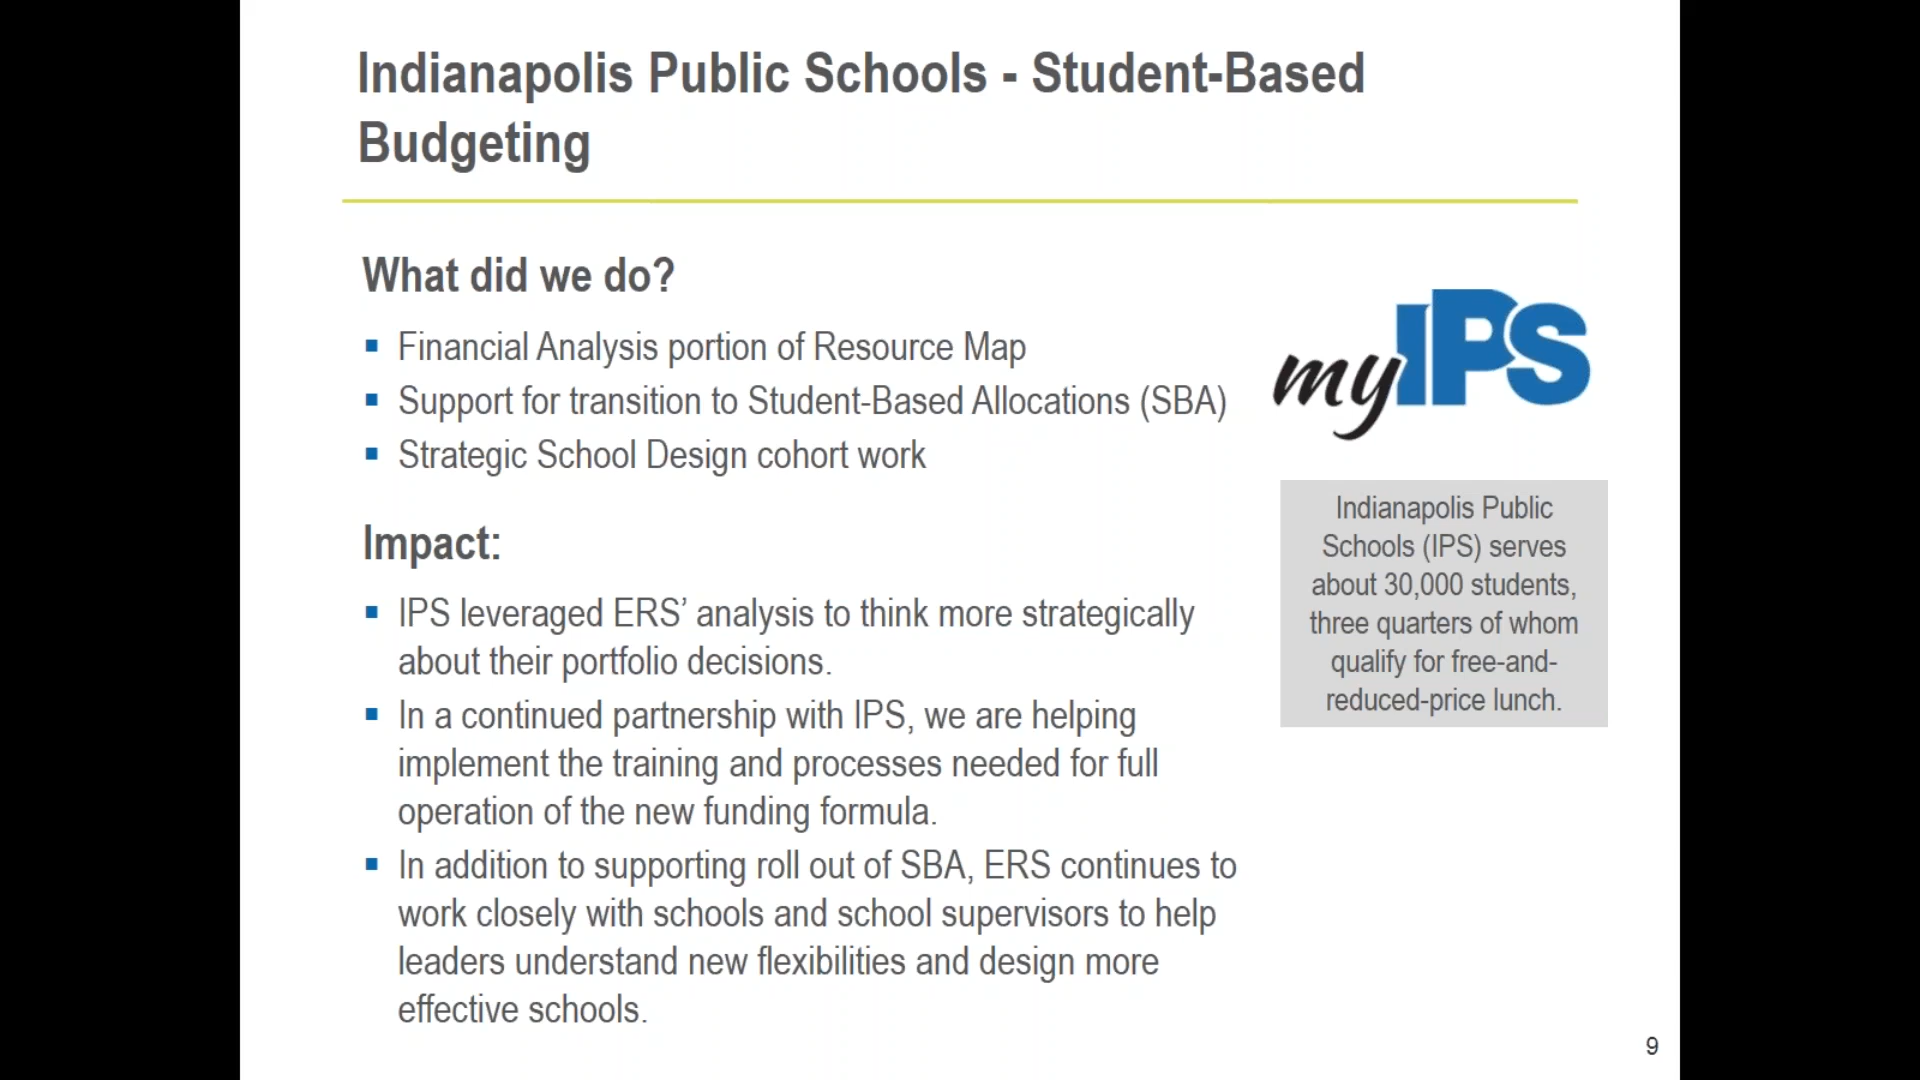 Indianapolis Public Schools - Student-Based
Budgeting
What did we do?
Financial Analysis portion of Resource Map
Support for transition to Student-Based Allocations (SBA)
Strategic School Design cohort work
Impact:
IPS leveraged ERS’ analysis to think more strategically
about their portfolio decisions.
In a continued partnership with IPS, we are helping
implement the training and processes needed for full
operation of the new funding formula.
In addition to supporting roll out of SBA, ERS continues to
work closely with schools and school supervisors to help
leaders understand new flexibilities and design more
effective schools.
myIPS
Indianapolis Public
Schools (IPS) serves
about 30,000 students,
three quarters of whom
qualify for free-and-
reduced-price lunch.
9